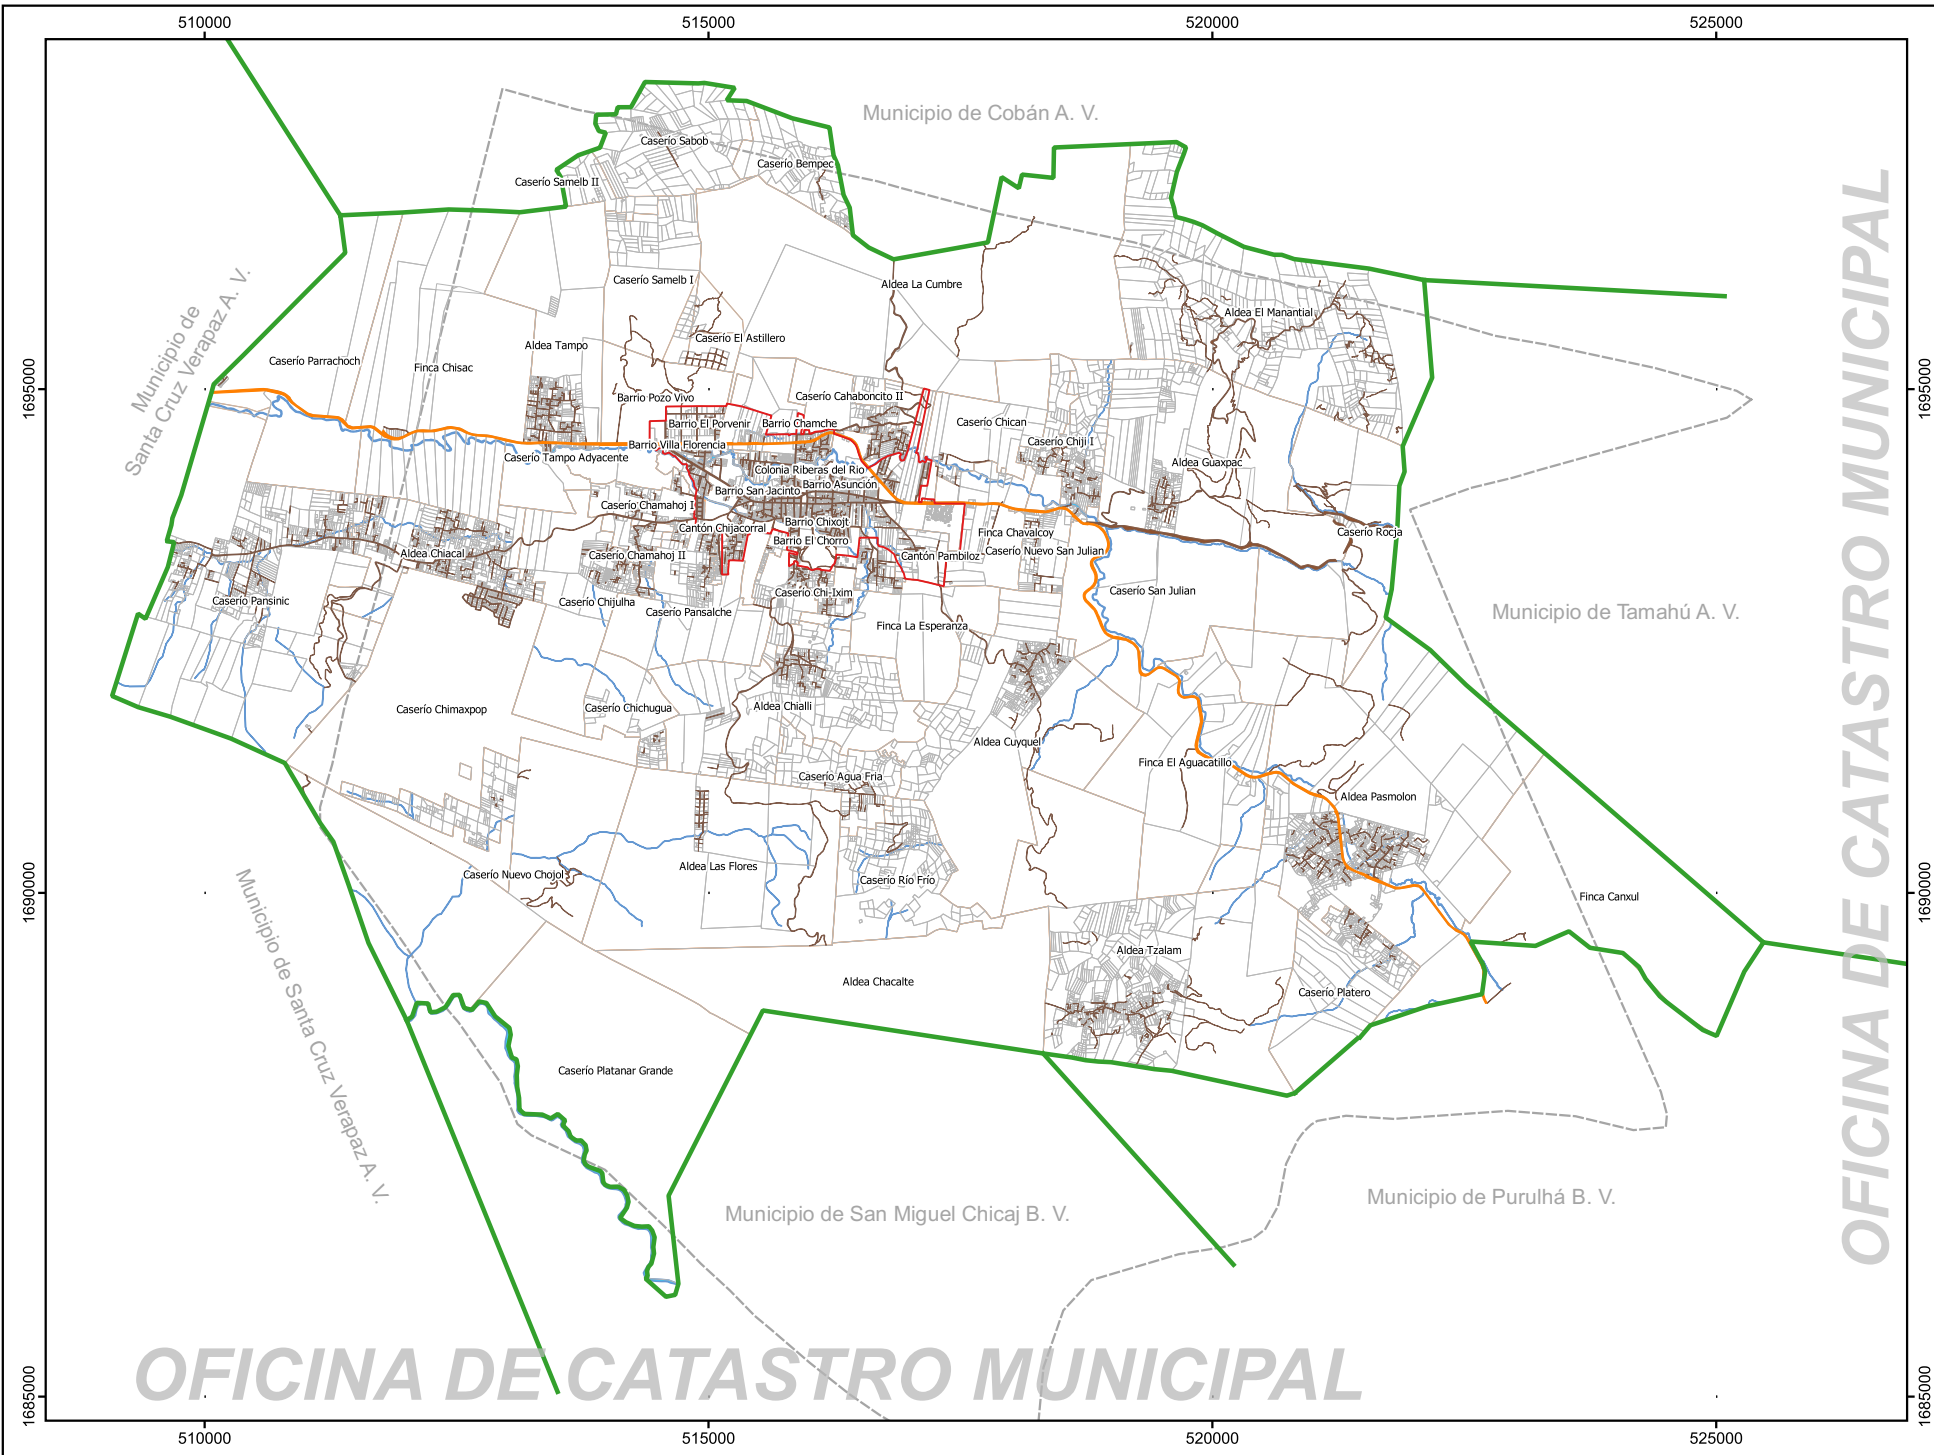 510000
515000
520000
525000
Municipio de Cobán A. V.
Caserío Sabob
Caserío Bempec
Caserío Samelb II
Municipio de
Santa Cruz Verapaz A. V.
Caserío Samelb I
Aldea La Cumbre
Aldea El Manantial
Caserío El Astillero
Aldea Tampo
Caserío Parrachoch
Finca Chisac
1695000
1695000
Barrio Pozo Vivo
Caserío Cahaboncito II
Barrio El Porvenir
Barrio Chamche
Caserío Chican
Caserío Chiji I
Barrio Villa Florencia
Caserío Tampo Adyacente
Aldea Guaxpac
Colonia Riberas del Rio
Barrio Asunción
Barrio San Jacinto
Caserío Chamahoj I
Barrio Chixojt
Cantón Chijacorral
Finca Chavalcoy
Caserío Rocja
Barrio El Chorro
Aldea Chiacal
Caserío Chamahoj II
Cantón Pambiloz
Caserío Nuevo San Julian
Caserío San Julian
Caserío Chi-Ixim
Caserío Pansinic
Caserío Chijulha
Caserío Pansalche
Municipio de Tamahú A. V.
Finca La Esperanza
Caserío Chimaxpop
Caserío Chichugua
Aldea Chialli
Aldea Cuyquel
Finca El Aguacatillo
Caserío Agua Fria
Aldea Pasmolon
Aldea Las Flores
Caserío Nuevo Chojol
Caserío Río Frío
1690000
1690000
Finca Canxul
Aldea Tzalam
Aldea Chacalte
Caserío Platero
Municipio de Santa Cruz Verapaz A. V.
Caserío Platanar Grande
Municipio de Purulhá B. V.
Municipio de San Miguel Chicaj B. V.
OFICINA DE CATASTRO MUNICIPAL
OFICINA DE CATASTRO MUNICIPAL
1685000
1685000
510000
515000
520000
525000